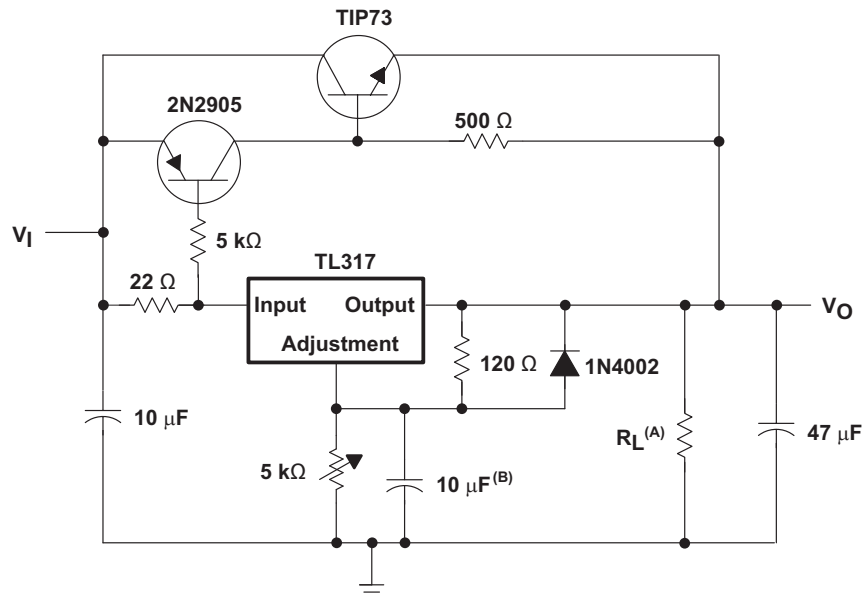 TIP73
2N2905
500 Ω
VI
5 kΩ
TL317
22 Ω
Input Output
VO
Adjustment
120 Ω
1N4002
10 μF
RL(A)
47 μF
5 kΩ
10 μF(B)